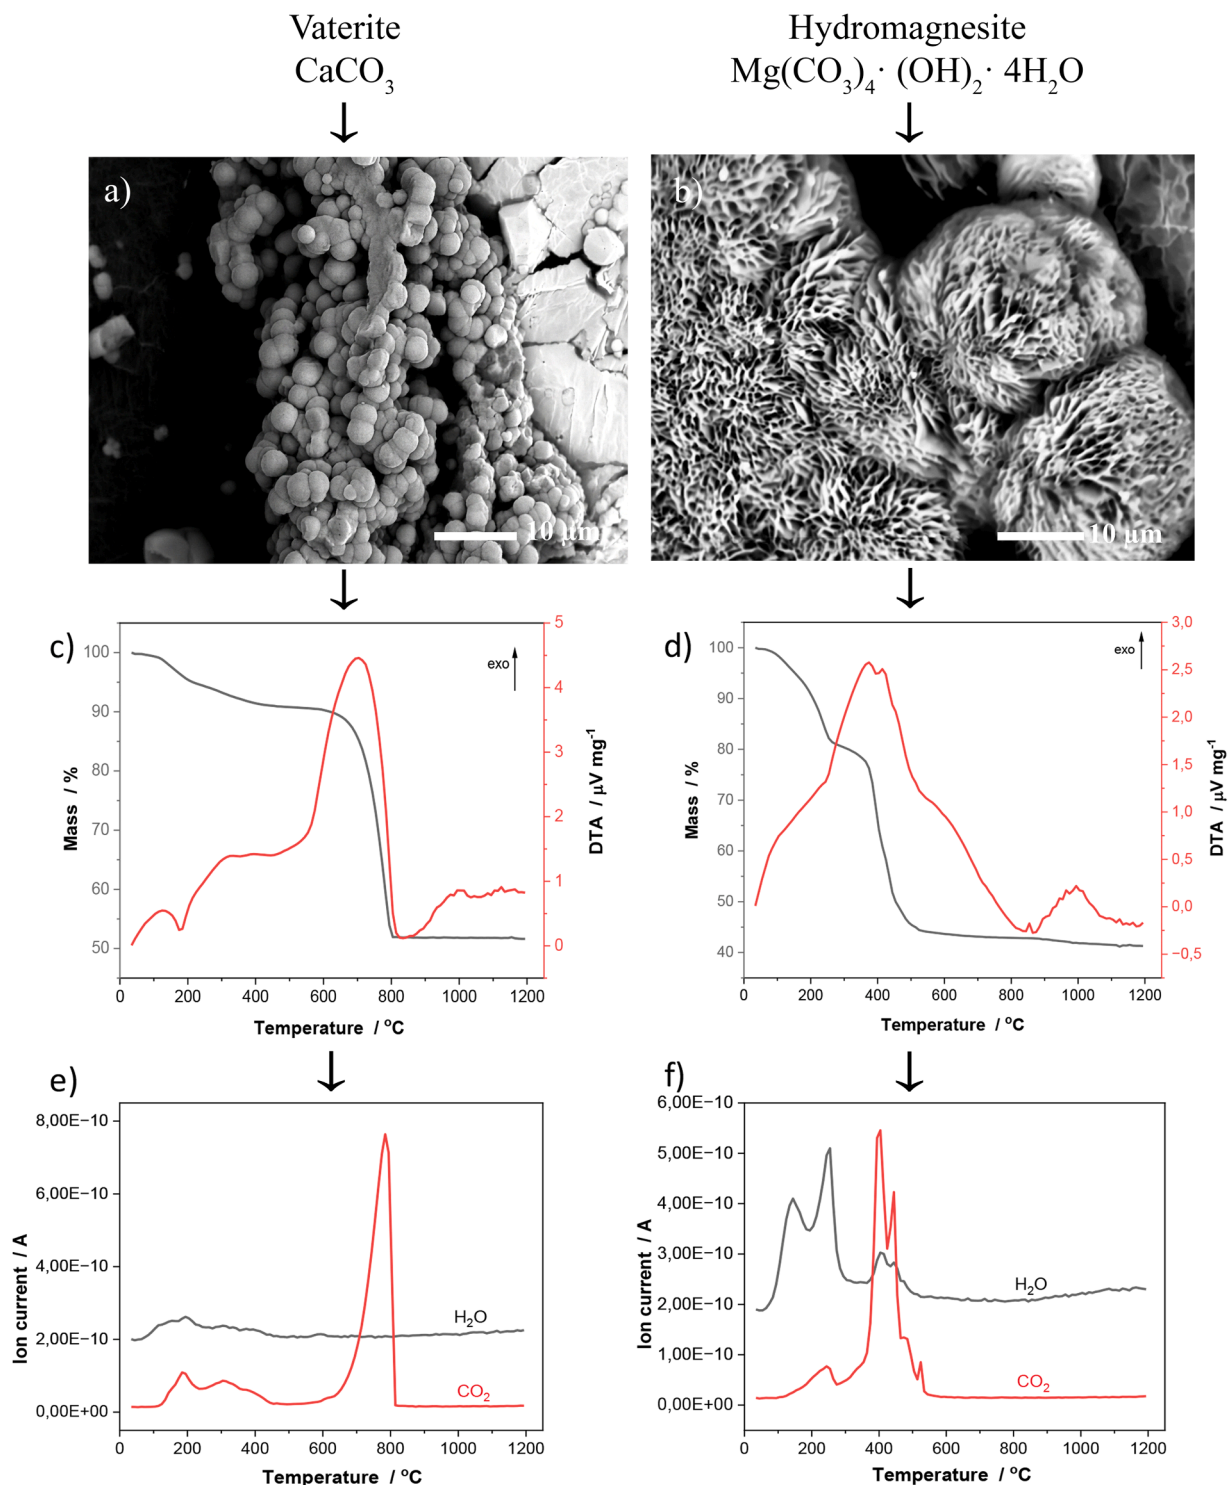 Vaterite
CaCO₃
Hydromagnesite
Mg(CO₃)₄· (OH)₂· 4H₂O
a)
10 µm
b)
10 µm
c)
100
90
80
70
60
50
Mass / %
5
4
3
2
1
0
DTA / µV mg⁻¹
exo
0 200 400 600 800 1000 1200
Temperature / °C
d)
100
90
80
70
60
50
40
Mass / %
3,0
2,5
2,0
1,5
1,0
0,5
0,0
−0,5
DTA / µV mg⁻¹
exo
0 200 400 600 800 1000 1200
Temperature / °C
e)
8,00E−10
6,00E−10
4,00E−10
2,00E−10
0,00E+00
Ion current / A
H₂O
CO₂
0 200 400 600 800 1000 1200
Temperature / °C
f)
6,00E−10
5,00E−10
4,00E−10
3,00E−10
2,00E−10
1,00E−10
0,00E+00
Ion current / A
H₂O
CO₂
0 200 400 600 800 1000 1200
Temperature / °C